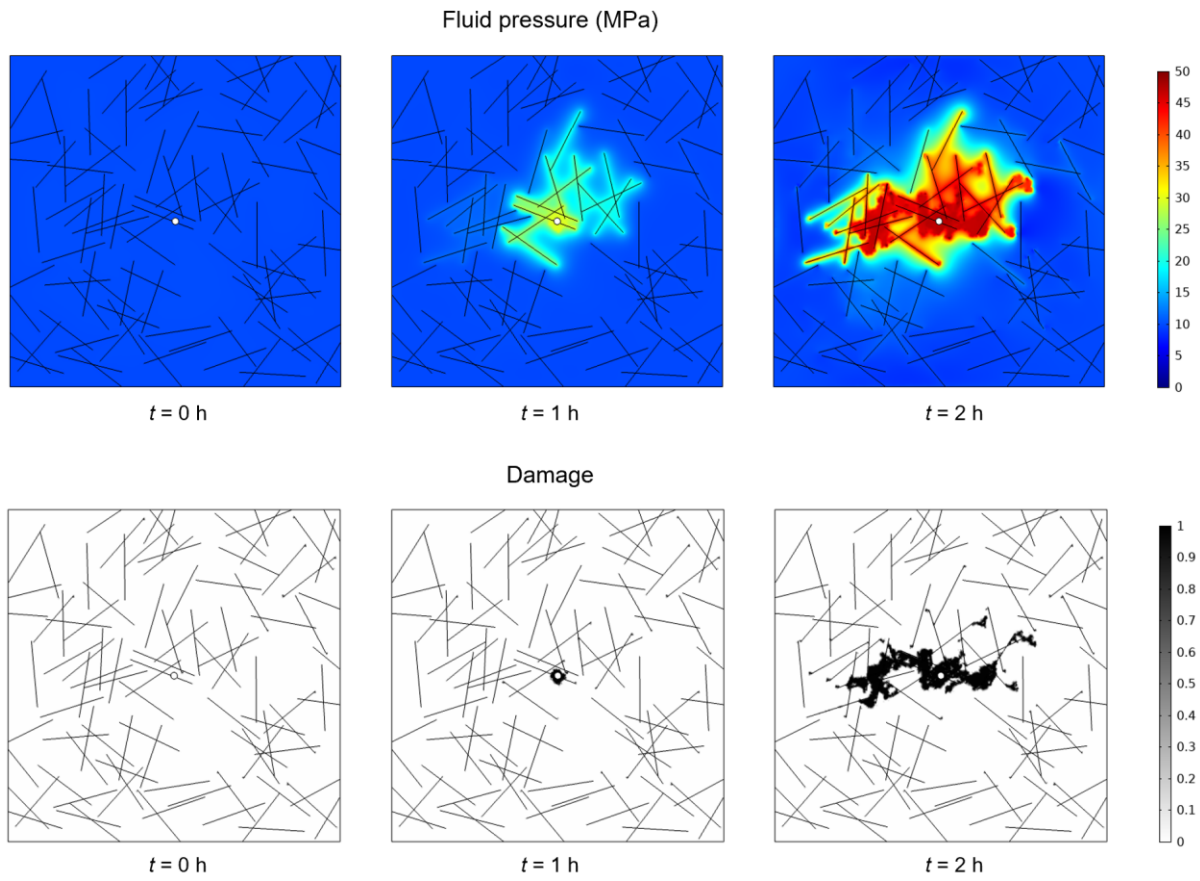 Fluid pressure (MPa)
50
45
40
35
30
25
20
15
10
5
0
t = 0 h
t = 1 h
t = 2 h
Damage
1
0.9
0.8
0.7
0.6
0.5
0.4
0.3
0.2
0.1
0
t = 0 h
t = 1 h
t = 2 h